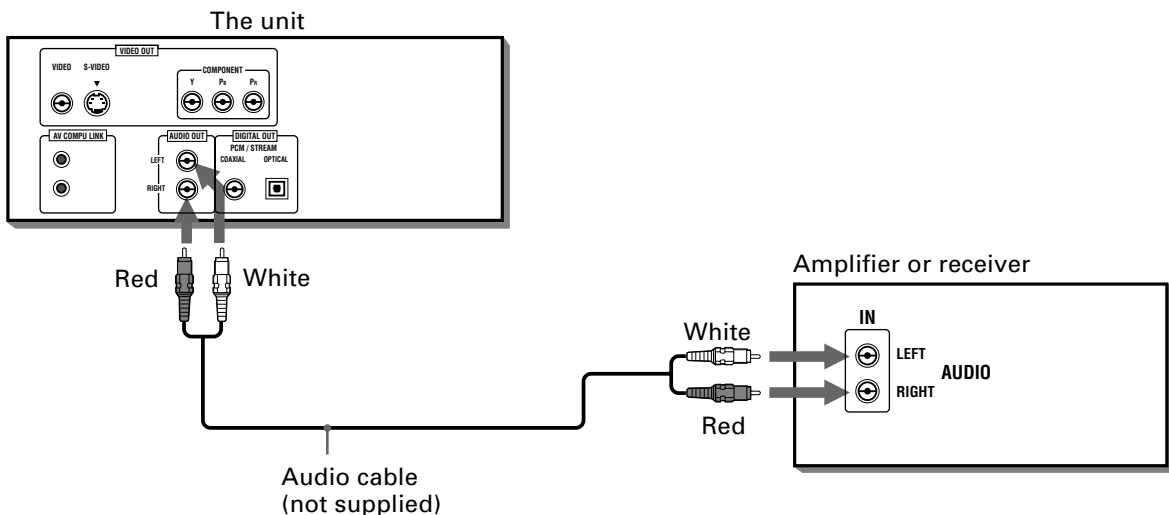 The unit
VIDEO OUT
VIDEO S-VIDEO
COMPONENT
Y PB PR
AV COMPU LINK
AUDIO OUT
DIGITAL OUT
PCM / STREAM
LEFT
COAXIAL OPTICAL
RIGHT
Red
White
Amplifier or receiver
IN
White
LEFT
AUDIO
RIGHT
Red
Audio cable
(not supplied)